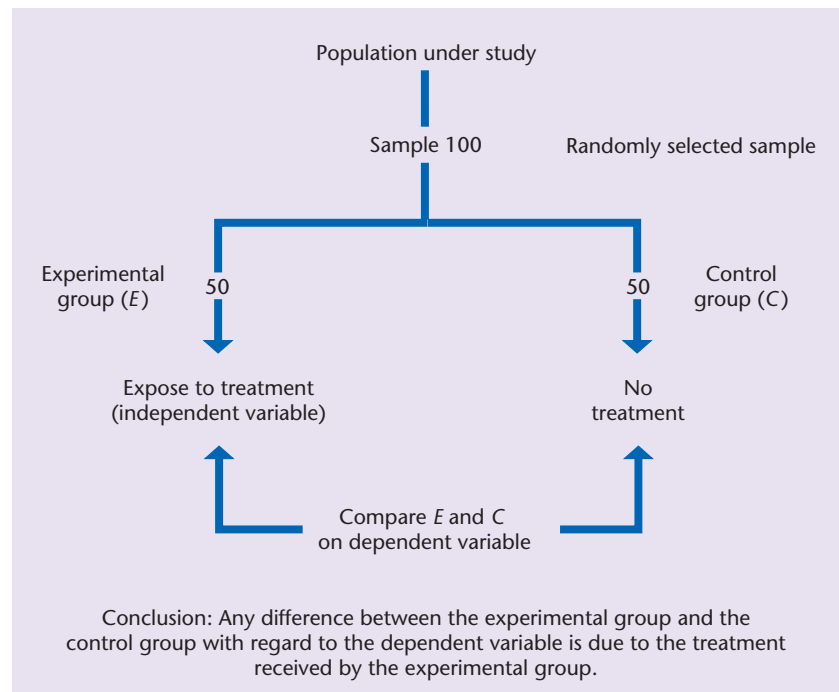 Population under study
Sample 100
Randomly selected sample
Experimental
group (E)
50
50
Control
group (C)
Expose to treatment
(independent variable)
No
treatment
Compare E and C
on dependent variable
Conclusion: Any difference between the experimental group and the
control group with regard to the dependent variable is due to the treatment
received by the experimental group.